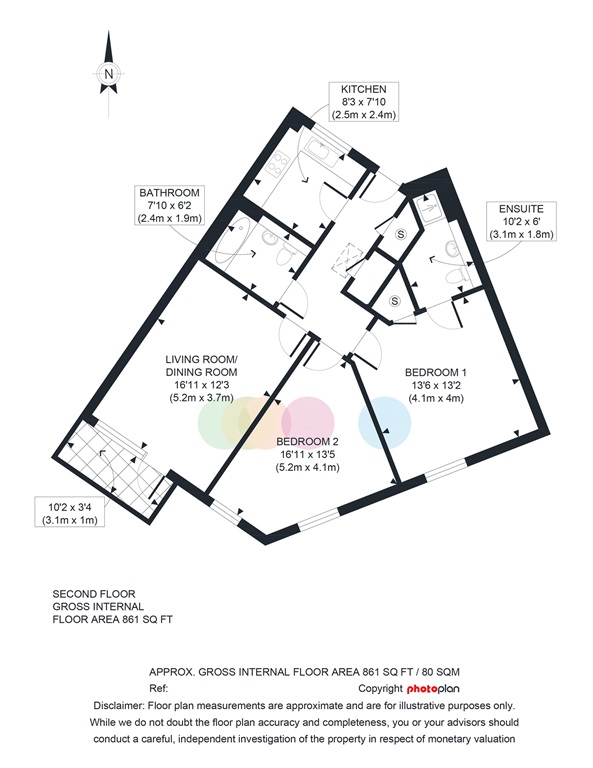 N
KITCHEN
8'3 x 7'10
(2.5m x 2.4m)
BATHROOM
7'10 x 6'2
(2.4m x 1.9m)
ENSUITE
10'2 x 6'
(3.1m x 1.8m)
S
S
LIVING ROOM/
DINING ROOM
16'11 x 12'3
(5.2m x 3.7m)
BEDROOM 1
13'6 x 13'2
(4.1m x 4m)
BEDROOM 2
16'11 x 13'5
(5.2m x 4.1m)
10'2 x 3'4
(3.1m x 1m)
SECOND FLOOR
GROSS INTERNAL
FLOOR AREA 861 SQ FT
APPROX. GROSS INTERNAL FLOOR AREA 861 SQ FT / 80 SQM
Ref: Copyright photoplan
Disclaimer: Floor plan measurements are approximate and are for illustrative purposes only.
While we do not doubt the floor plan accuracy and completeness, you or your advisors should
conduct a careful, independent investigation of the property in respect of monetary valuation